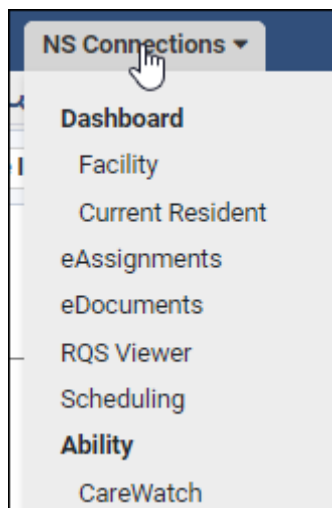 NS Connections
Dashboard
Facility
Current Resident
eAssignments
eDocuments
RQS Viewer
Scheduling
Ability
CareWatch